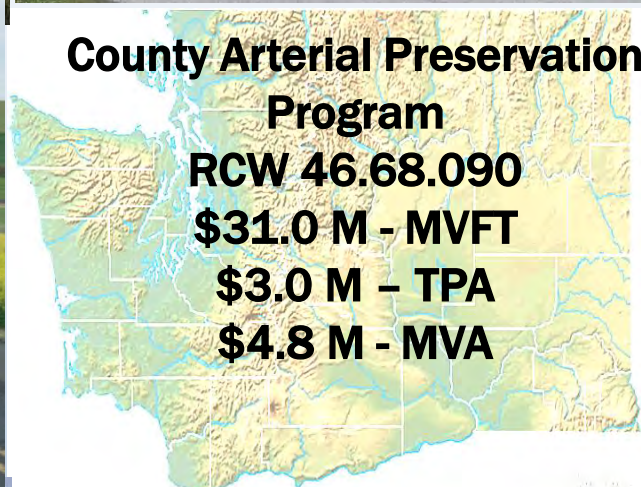 County Arterial Preservation
Program
RCW 46.68.090
$31.0 M - MVFT
$3.0 M – TPA
$4.8 M - MVA